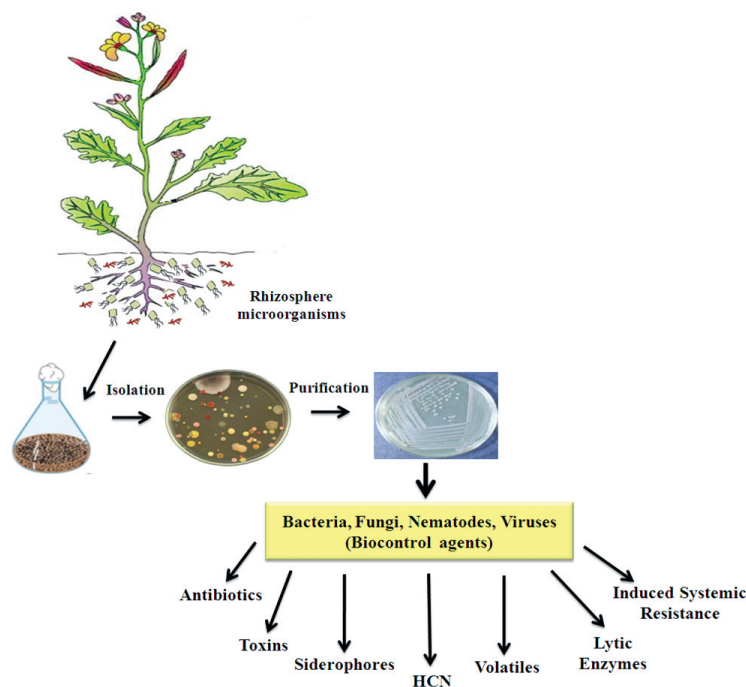 Rhizosphere
microorganisms
Isolation
Purification
Bacteria, Fungi, Nematodes, Viruses
(Biocontrol agents)
Antibiotics
Toxins
Siderophores
HCN
Volatiles
Lytic
Enzymes
Induced Systemic
Resistance